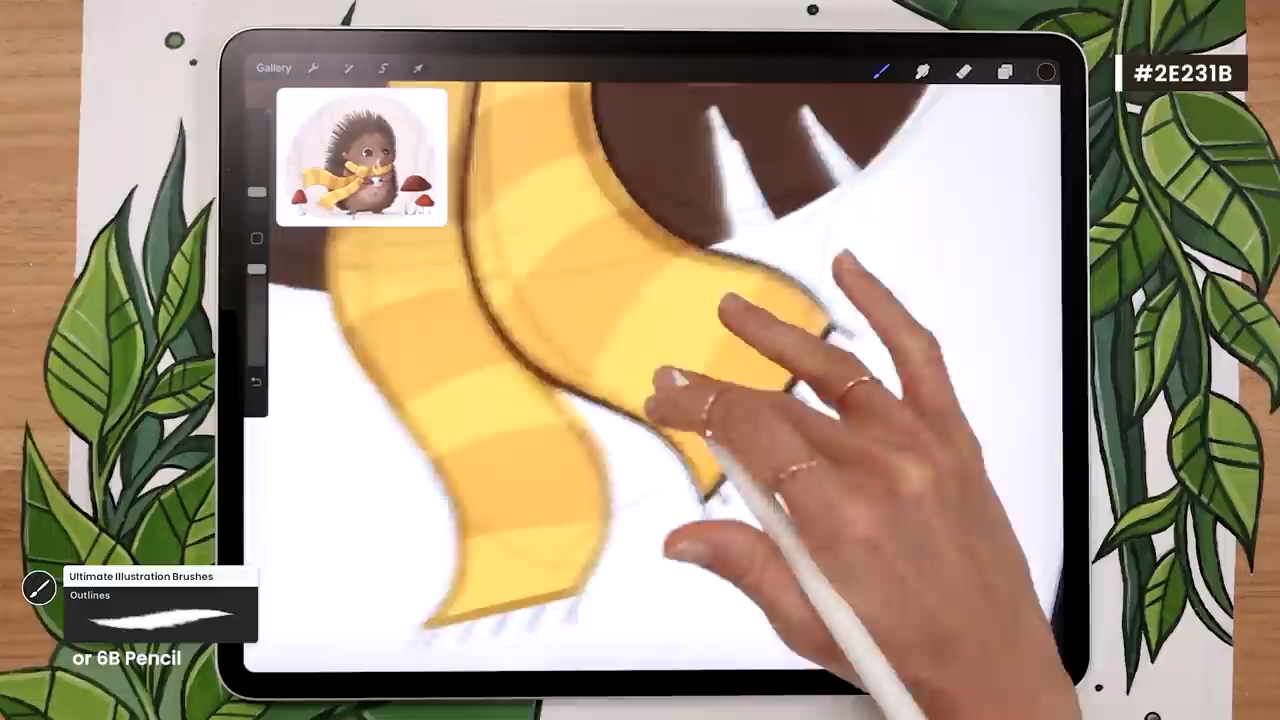 Gallery
#2E231B
Ultimate Illustration Brushes
Outlines
or 6B Pencil